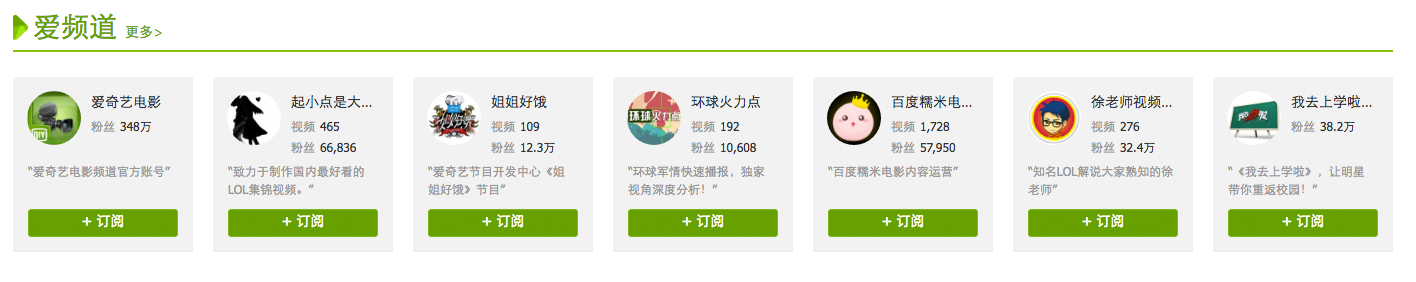 爱频道 更多>
爱奇艺电影
粉丝 348万
“爱奇艺电影频道官方账号”
+ 订阅
起小点是大...
视频 465
粉丝 66,836
“致力于制作国内最好看的
LOL集锦视频。”
+ 订阅
姐姐好饿
视频 109
粉丝 12.3万
“爱奇艺节目开发中心《姐
姐好饿》节目”
+ 订阅
环球火力点
环球火力点
视频 192
粉丝 10,608
“环球军情快速播报，独家
视角深度分析！”
+ 订阅
百度糯米电...
视频 1,728
粉丝 57,950
“百度糯米电影内容运营”
+ 订阅
徐老师视频...
视频 276
粉丝 32.4万
“知名LOL解说大家熟知的徐
老师”
+ 订阅
我去上学啦...
粉丝 38.2万
“《我去上学啦》，让明星
带你重返校园！”
+ 订阅